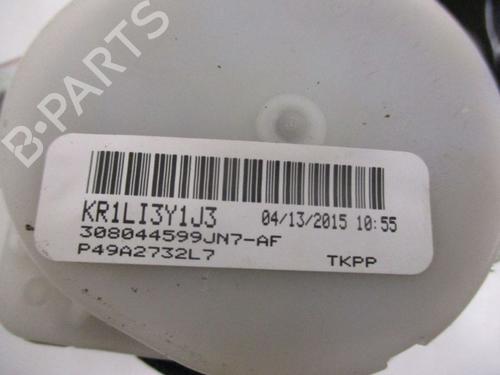 B-PARTS
KR1LI3Y1J3 04/13/2015 10:55
308044599JN7-AF
P49A2732L7 TKPP